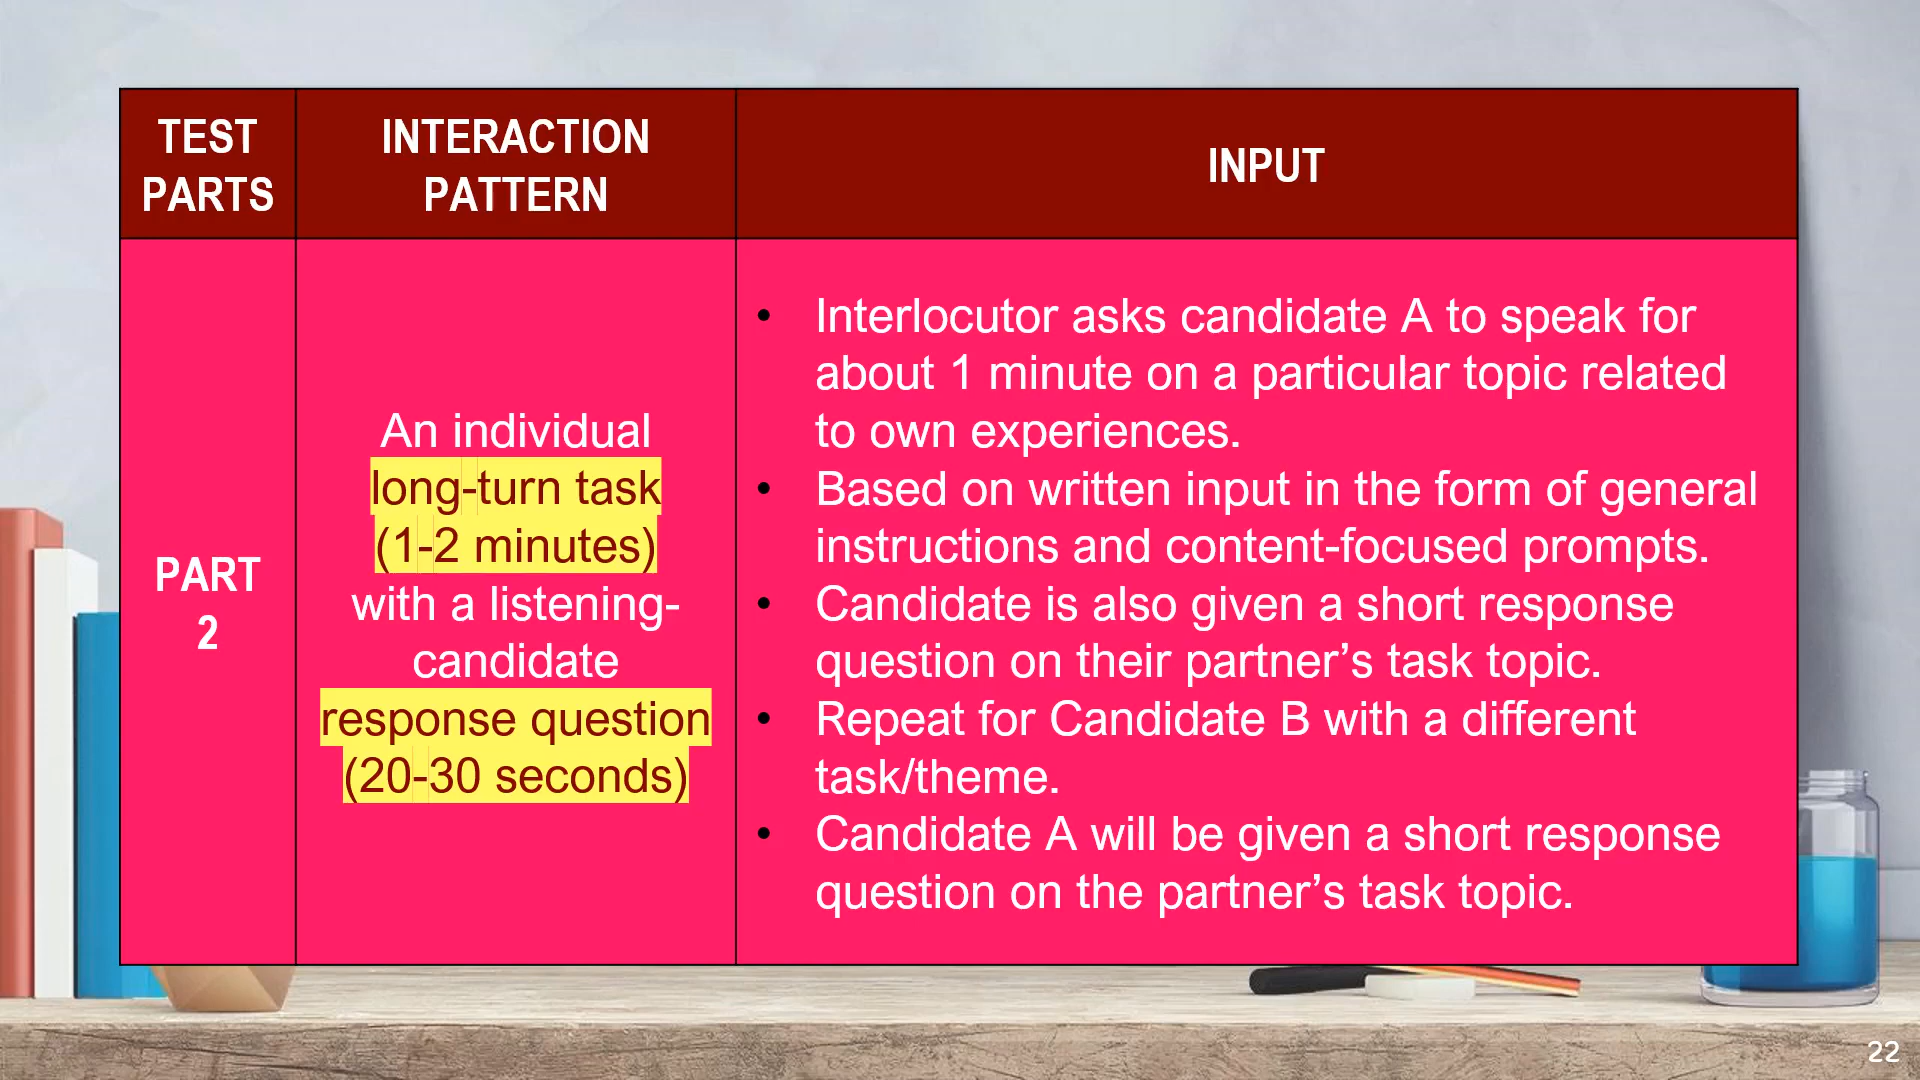 TEST
PARTS
INTERACTION
PATTERN
INPUT
PART
2
An individual
long-turn task
(1-2 minutes)
with a listening-
candidate
response question
(20-30 seconds)
• Interlocutor asks candidate A to speak for
about 1 minute on a particular topic related
to own experiences.
• Based on written input in the form of general
instructions and content-focused prompts.
• Candidate is also given a short response
question on their partner’s task topic.
• Repeat for Candidate B with a different
task/theme.
• Candidate A will be given a short response
question on the partner’s task topic.
22